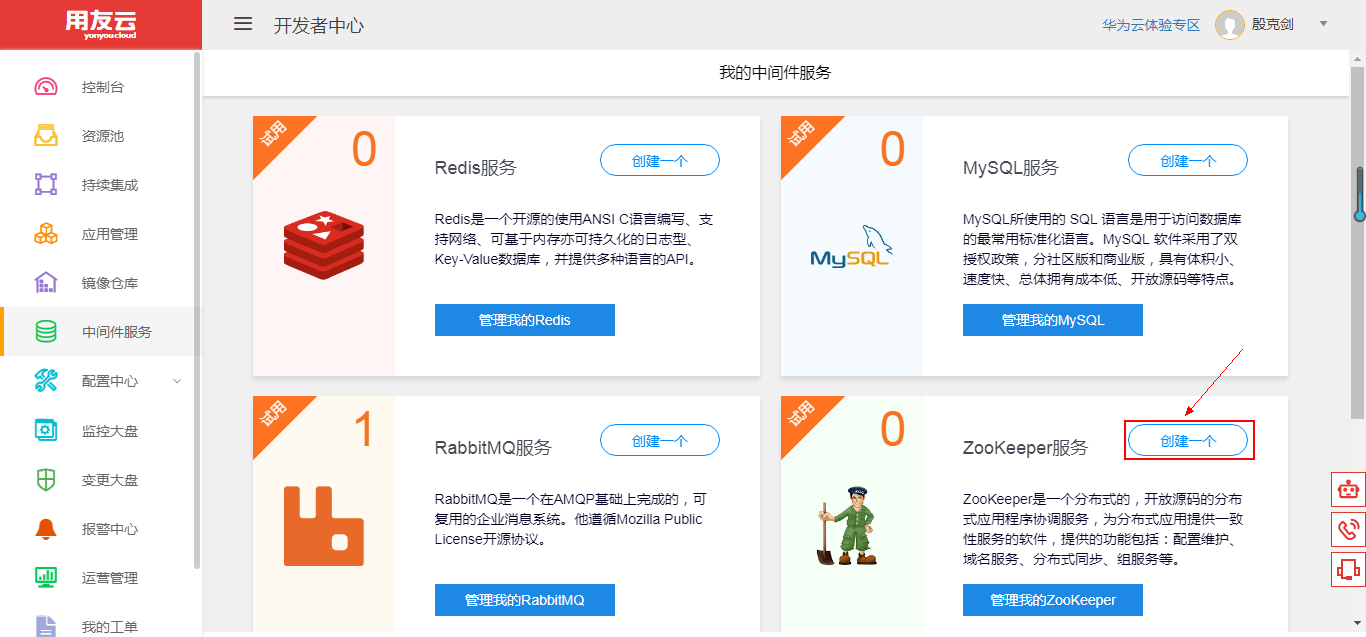 用友云
yonyoucloud
开发者中心
华为云体验专区
殷克剑
控制台
资源池
持续集成
应用管理
镜像仓库
中间件服务
配置中心
监控大盘
变更大盘
报警中心
运营管理
我的工单
我的中间件服务
试用
0
Redis服务
创建一个
Redis是一个开源的使用ANSI C语言编写、支
持网络、可基于内存亦可持久化的日志型、
Key-Value数据库，并提供多种语言的API。
管理我的Redis
试用
0
MySQL服务
创建一个
MySQL
MySQL所使用的 SQL 语言是用于访问数据库
的最常用标准化语言。MySQL 软件采用了双
授权政策，分社区版和商业版，具有体积小、
速度快、总体拥有成本低、开放源码等特点。
管理我的MySQL
试用
1
RabbitMQ服务
创建一个
RabbitMQ是一个在AMQP基础上完成的，可
复用的企业消息系统。他遵循Mozilla Public
License开源协议。
管理我的RabbitMQ
试用
0
ZooKeeper服务
创建一个
ZooKeeper是一个分布式的，开放源码的分布
式应用程序协调服务，为分布式应用提供一致
性服务的软件，提供的功能包括：配置维护、
域名服务、分布式同步、组服务等。
管理我的ZooKeeper